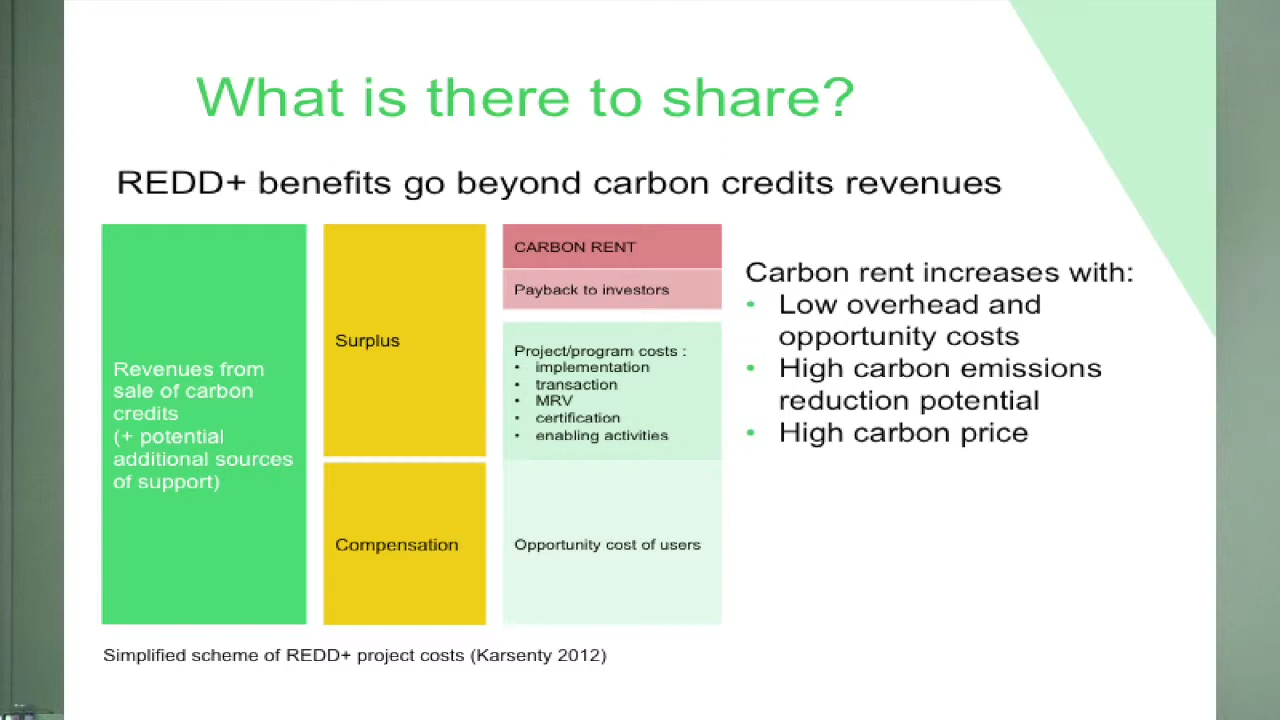 What is there to share?
REDD+ benefits go beyond carbon credits revenues
Revenues from
sale of carbon
credits
(+ potential
additional sources
of support)
Surplus
Compensation
CARBON RENT
Payback to investors
Project/program costs :
• implementation
• transaction
• MRV
• certification
• enabling activities
Opportunity cost of users
Carbon rent increases with:
• Low overhead and
opportunity costs
• High carbon emissions
reduction potential
• High carbon price
Simplified scheme of REDD+ project costs (Karsenty 2012)